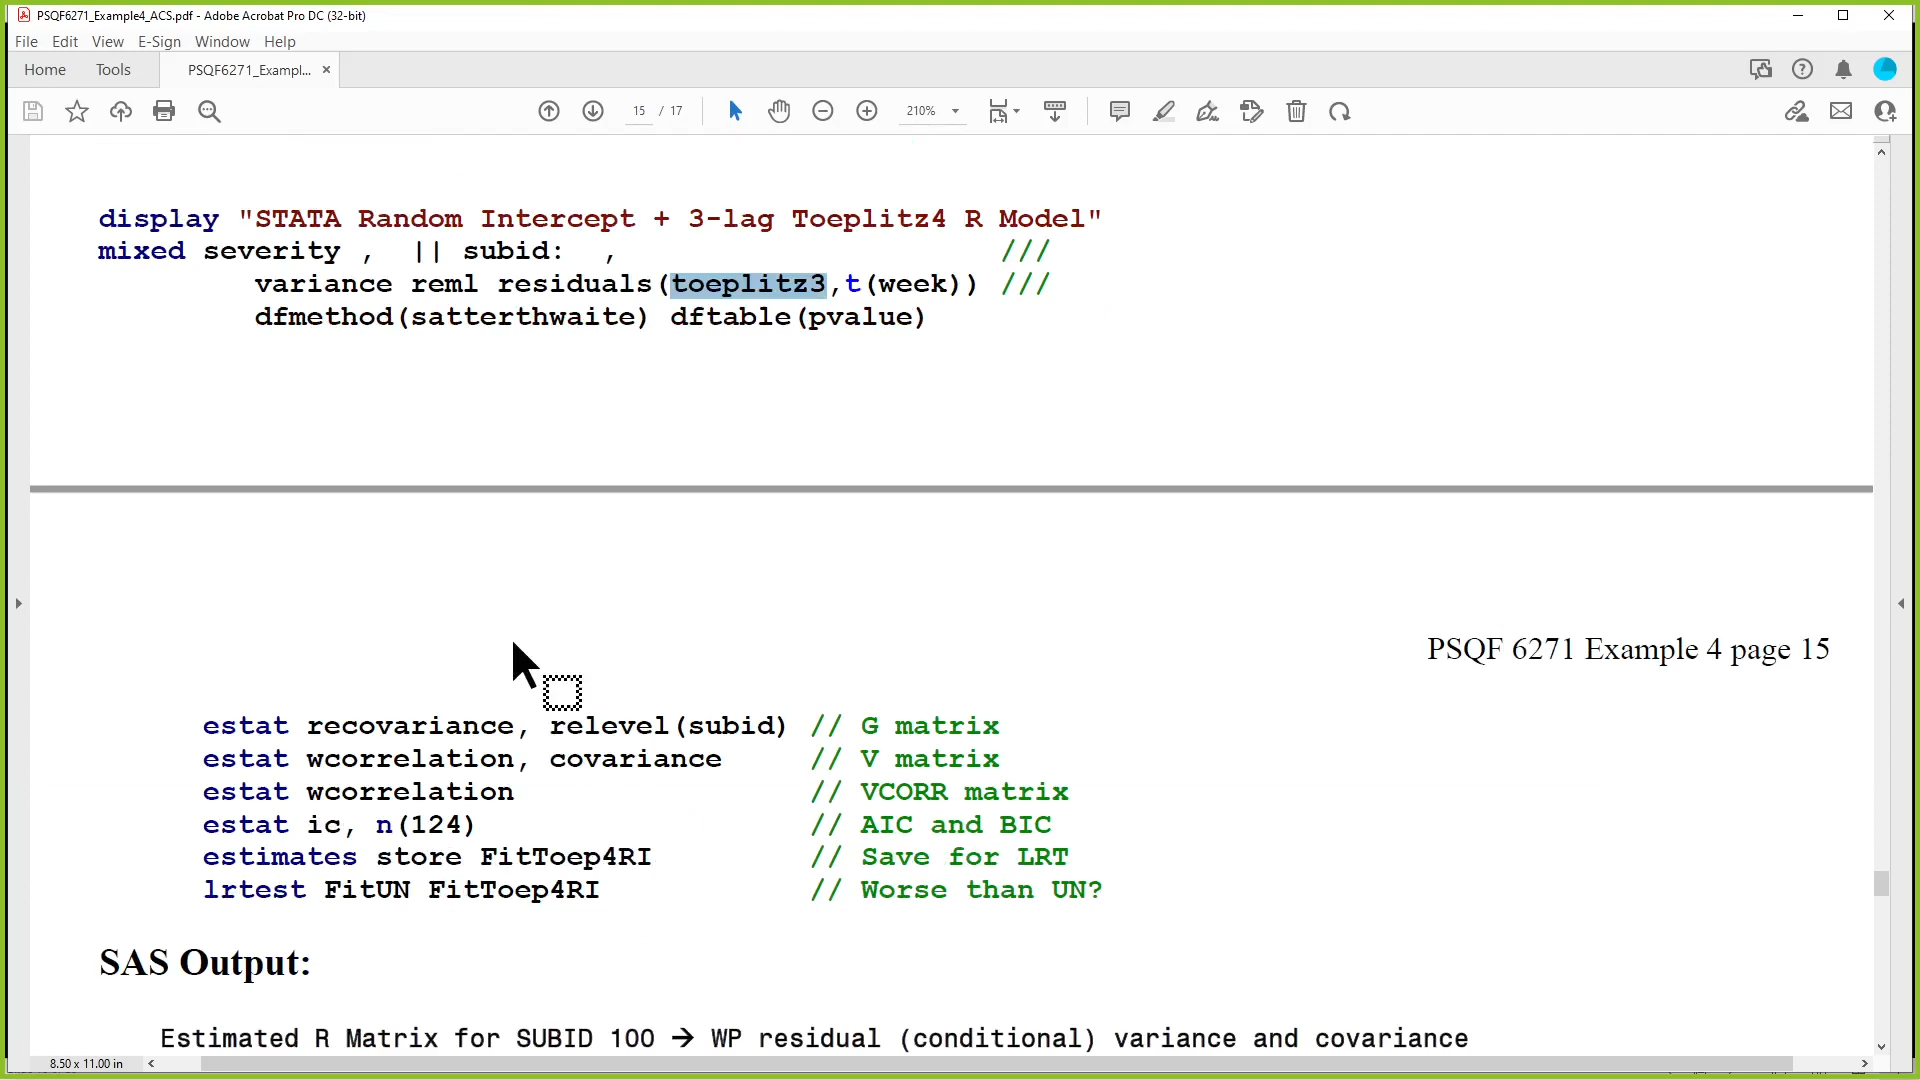 PSQF6271_Example4_ACS.pdf - Adobe Acrobat Pro DC (32-bit)
File Edit View E-Sign Window Help
Home Tools PSQF6271_Exampl... ×
15 / 17 210%
display "STATA Random Intercept + 3-lag Toeplitz4 R Model"
mixed severity , || subid: , ///
variance reml residuals(toeplitz3,t(week)) ///
dfmethod(satterthwaite) dftable(pvalue)
PSQF 6271 Example 4 page 15
estat recovariance, relevel(subid) // G matrix
estat wcorrelation, covariance // V matrix
estat wcorrelation // VCORR matrix
estat ic, n(124) // AIC and BIC
estimates store FitToep4RI // Save for LRT
lrtest FitUN FitToep4RI // Worse than UN?
SAS Output:
Estimated R Matrix for SUBID 100 → WP residual (conditional) variance and covariance
8.50 x 11.00 in